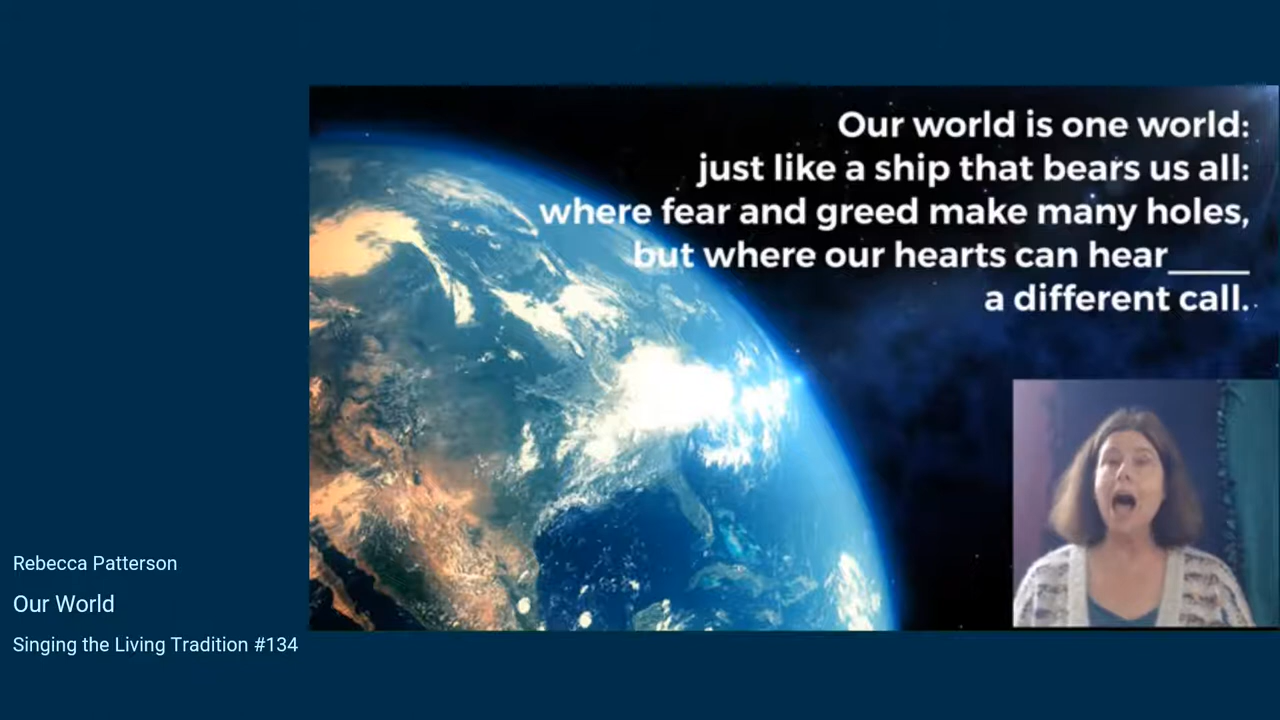 Our world is one world:
just like a ship that bears us all:
where fear and greed make many holes,
but where our hearts can hear_____
a different call.
Rebecca Patterson
Our World
Singing the Living Tradition #134